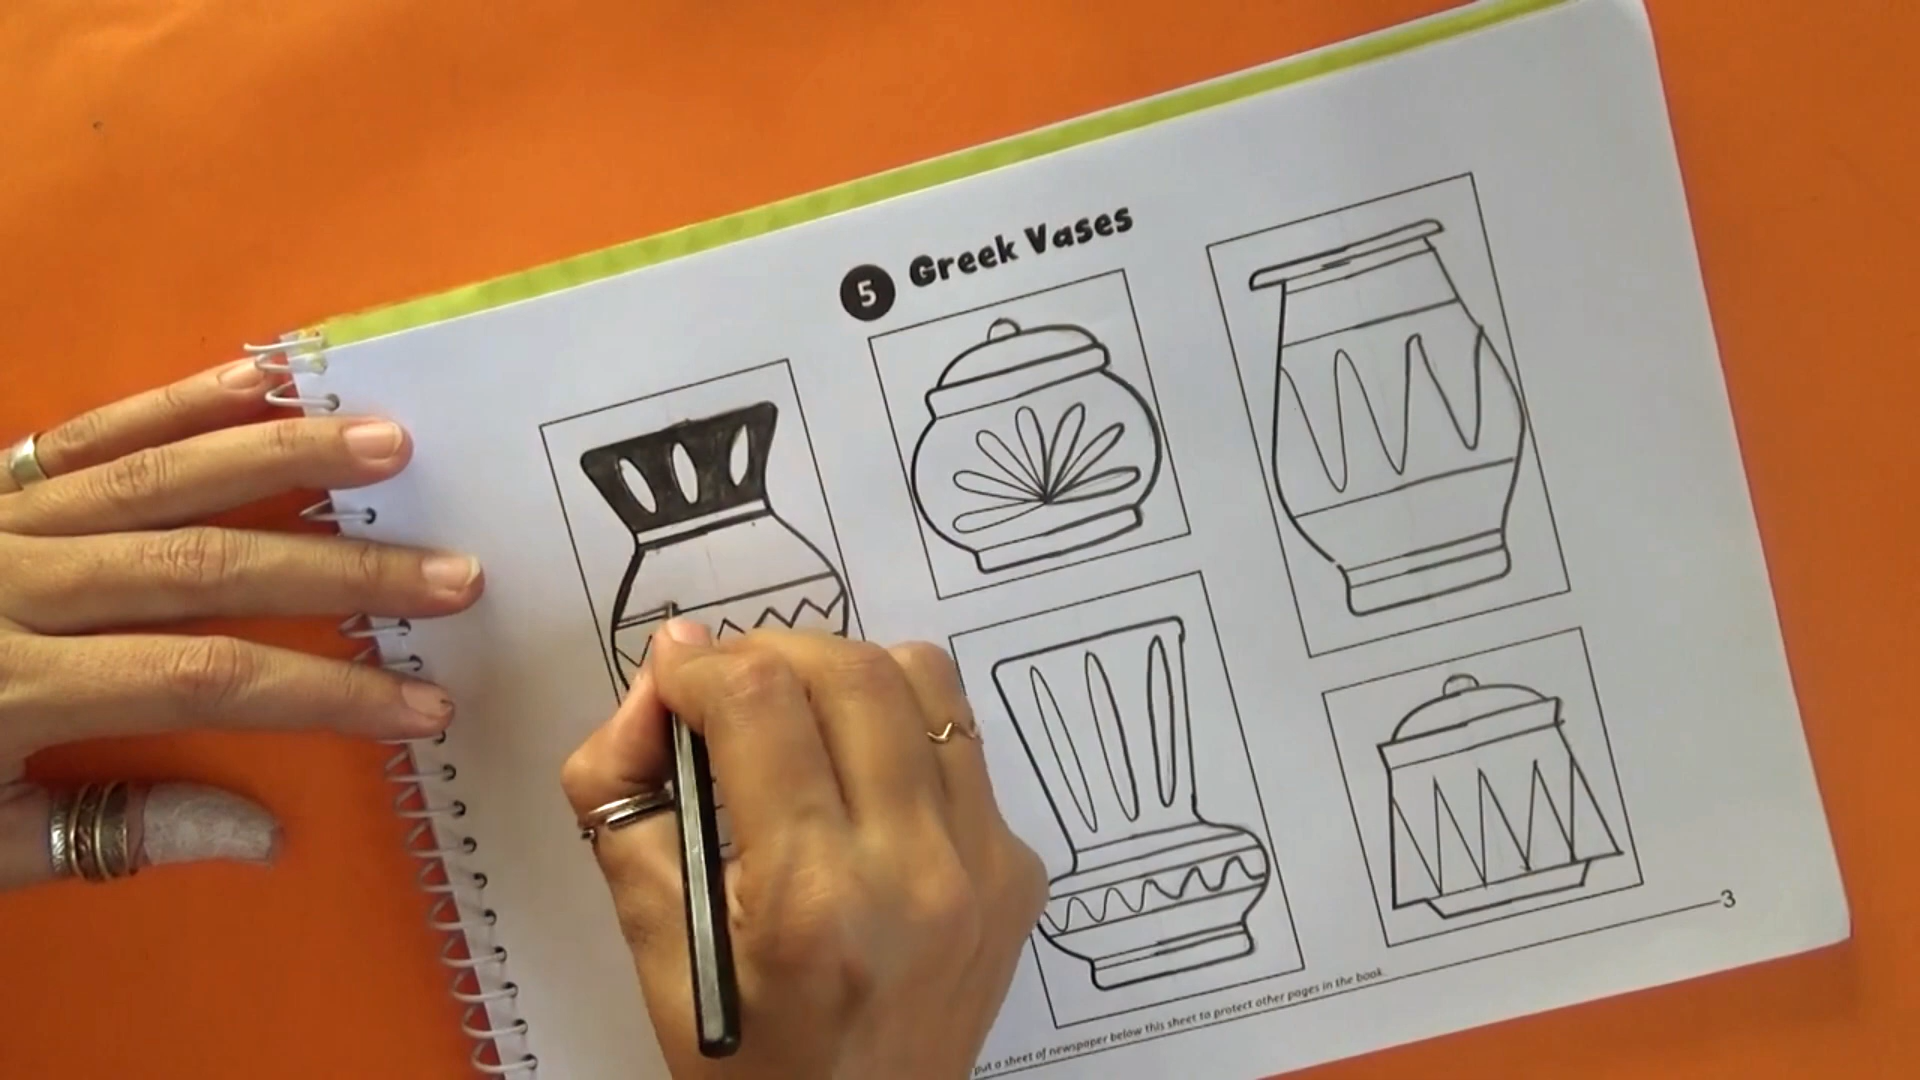 5 Greek Vases
3
put a sheet of newspaper below this sheet to protect other pages in the book.